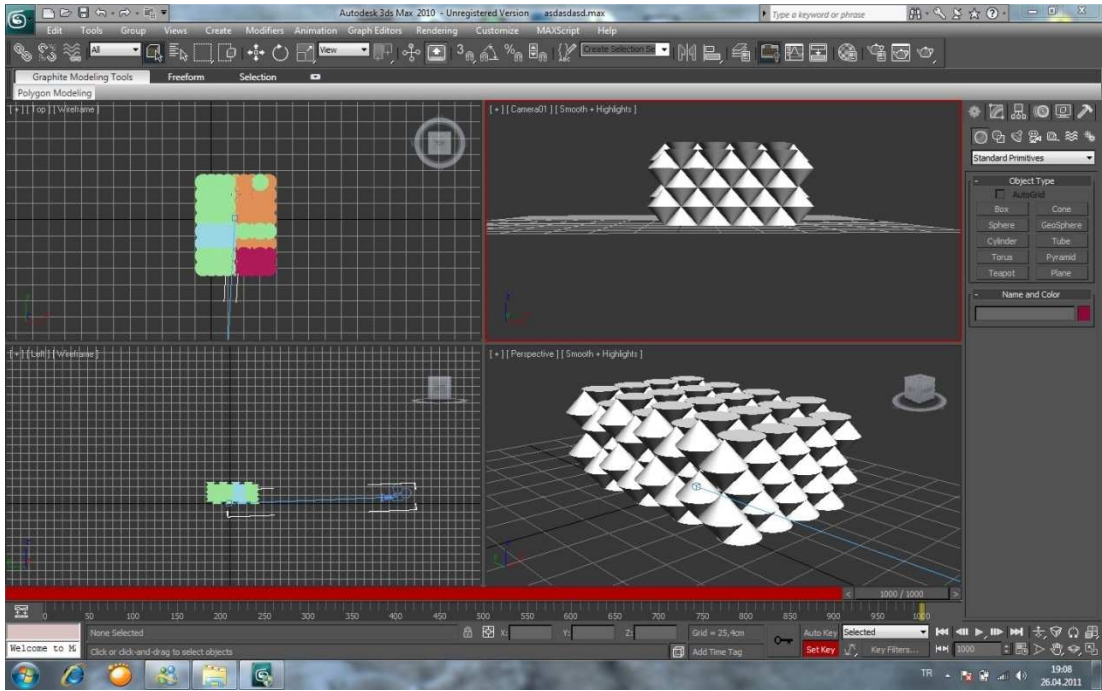 Autodesk 3ds Max 2010 - Unregistered Version asdasdasd.max
Type a keyword or phrase
Edit Tools Group Views Create Modifiers Animation Graph Editors Rendering Customize MAXScript Help
All View Create Selection Se
Graphite Modeling Tools Freeform Selection
Polygon Modeling
[ + ] [ Top ] [ Wireframe ]
[ + ] [ Camera01 ] [ Smooth + Highlights ]
Standard Primitives
- Object Type
AutoGrid
Box Cone
Sphere GeoSphere
Cylinder Tube
Torus Pyramid
Teapot Plane
- Name and Color
[ + ] [ Left ] [ Wireframe ]
[ + ] [ Perspective ] [ Smooth + Highlights ]
< 1000 / 1000 >
0 50 100 150 200 250 300 350 400 450 500 550 600 650 700 750 800 850 900 950 1000
None Selected X: Y: Z: Grid = 25,4cm Auto Key Selected
Welcome to M Click or click-and-drag to select objects Add Time Tag Set Key Key Filters... 1000
TR 19:08
26.04.2011